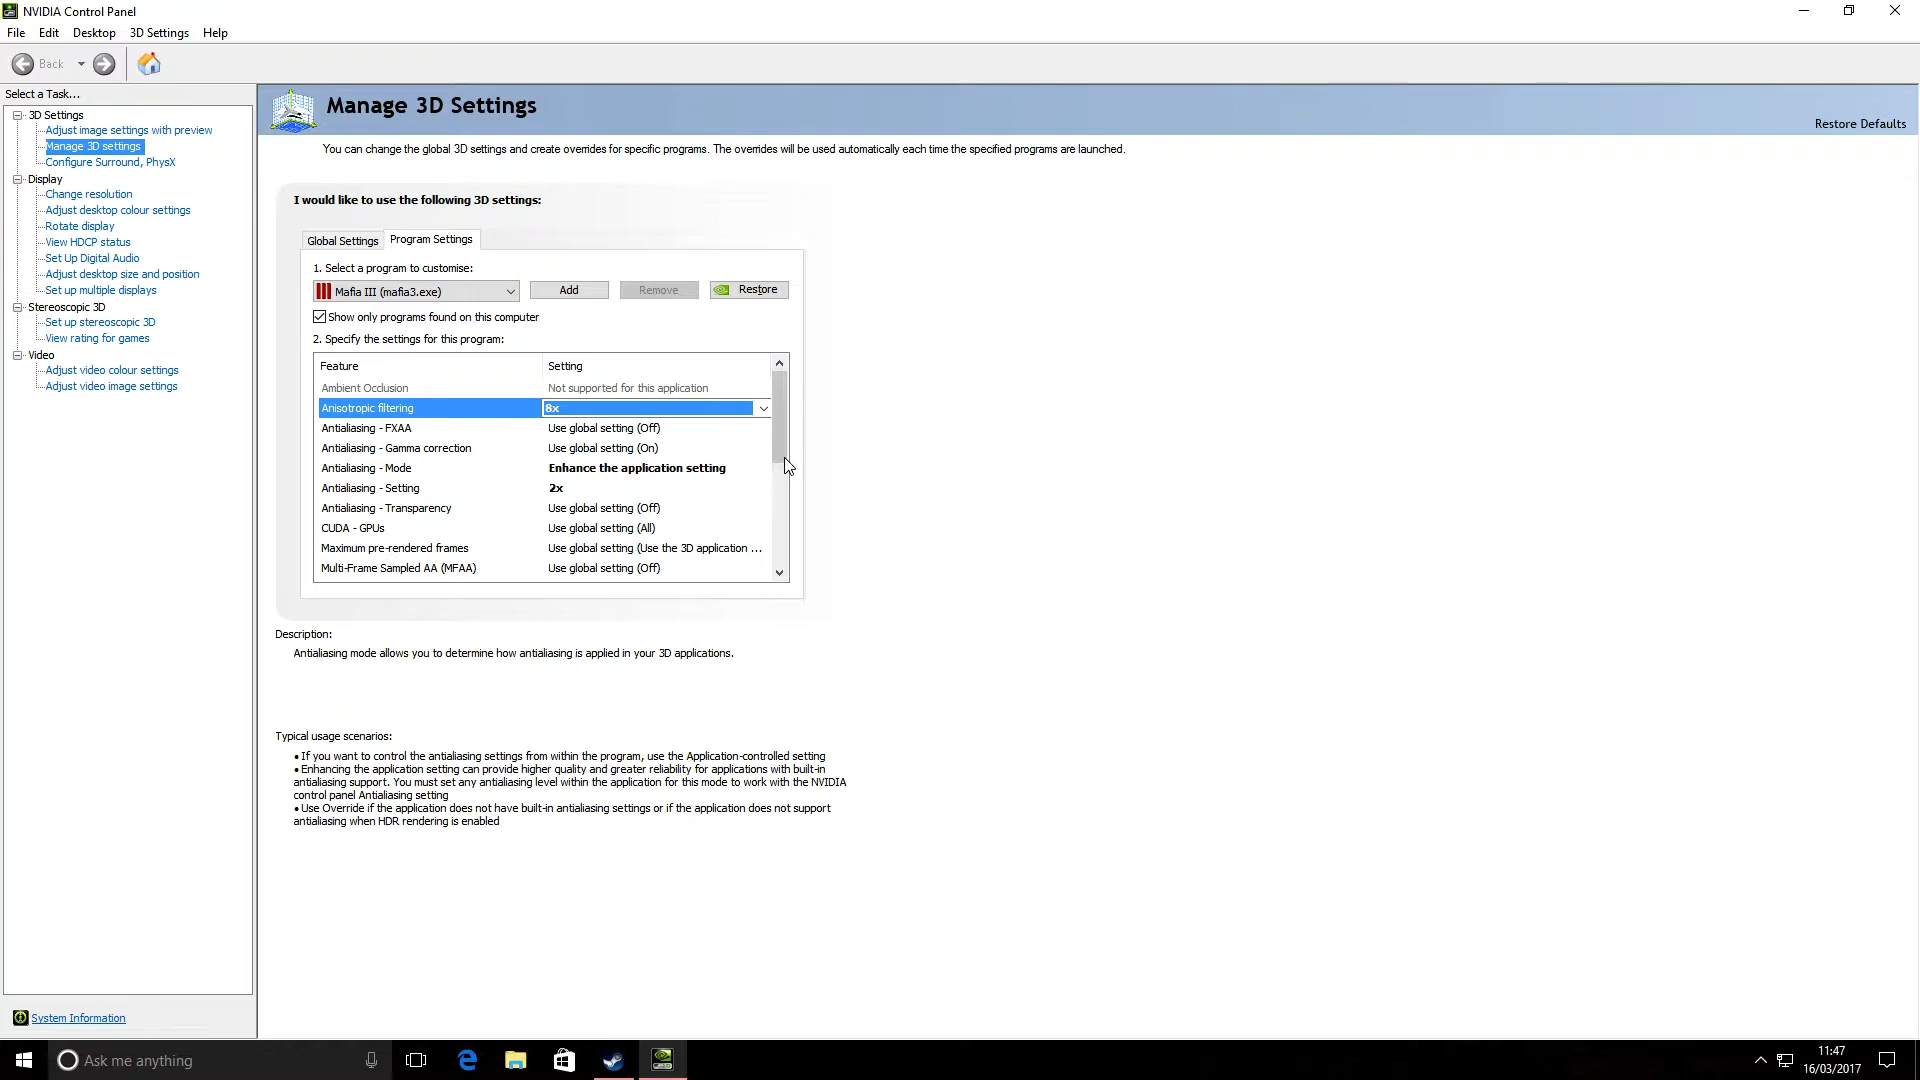 NVIDIA Control Panel
File Edit Desktop 3D Settings Help
Back
Select a Task...
3D Settings
Adjust image settings with preview
Manage 3D settings
Configure Surround, PhysX
Display
Change resolution
Adjust desktop colour settings
Rotate display
View HDCP status
Set Up Digital Audio
Adjust desktop size and position
Set up multiple displays
Stereoscopic 3D
Set up stereoscopic 3D
View rating for games
Video
Adjust video colour settings
Adjust video image settings
System Information
Manage 3D Settings
Restore Defaults
You can change the global 3D settings and create overrides for specific programs. The overrides will be used automatically each time the specified programs are launched.
I would like to use the following 3D settings:
Global Settings Program Settings
1. Select a program to customise:
Mafia III (mafia3.exe) Add Remove Restore
Show only programs found on this computer
2. Specify the settings for this program:
Feature Setting
Ambient Occlusion Not supported for this application
Anisotropic filtering 8x
Antialiasing - FXAA Use global setting (Off)
Antialiasing - Gamma correction Use global setting (On)
Antialiasing - Mode Enhance the application setting
Antialiasing - Setting 2x
Antialiasing - Transparency Use global setting (Off)
CUDA - GPUs Use global setting (All)
Maximum pre-rendered frames Use global setting (Use the 3D application ...
Multi-Frame Sampled AA (MFAA) Use global setting (Off)
Description:
Antialiasing mode allows you to determine how antialiasing is applied in your 3D applications.
Typical usage scenarios:
• If you want to control the antialiasing settings from within the program, use the Application-controlled setting
• Enhancing the application setting can provide higher quality and greater reliability for applications with built-in
antialiasing support. You must set any antialiasing level within the application for this mode to work with the NVIDIA
control panel Antialiasing setting
• Use Override if the application does not have built-in antialiasing settings or if the application does not support
antialiasing when HDR rendering is enabled
Ask me anything
11:47
16/03/2017